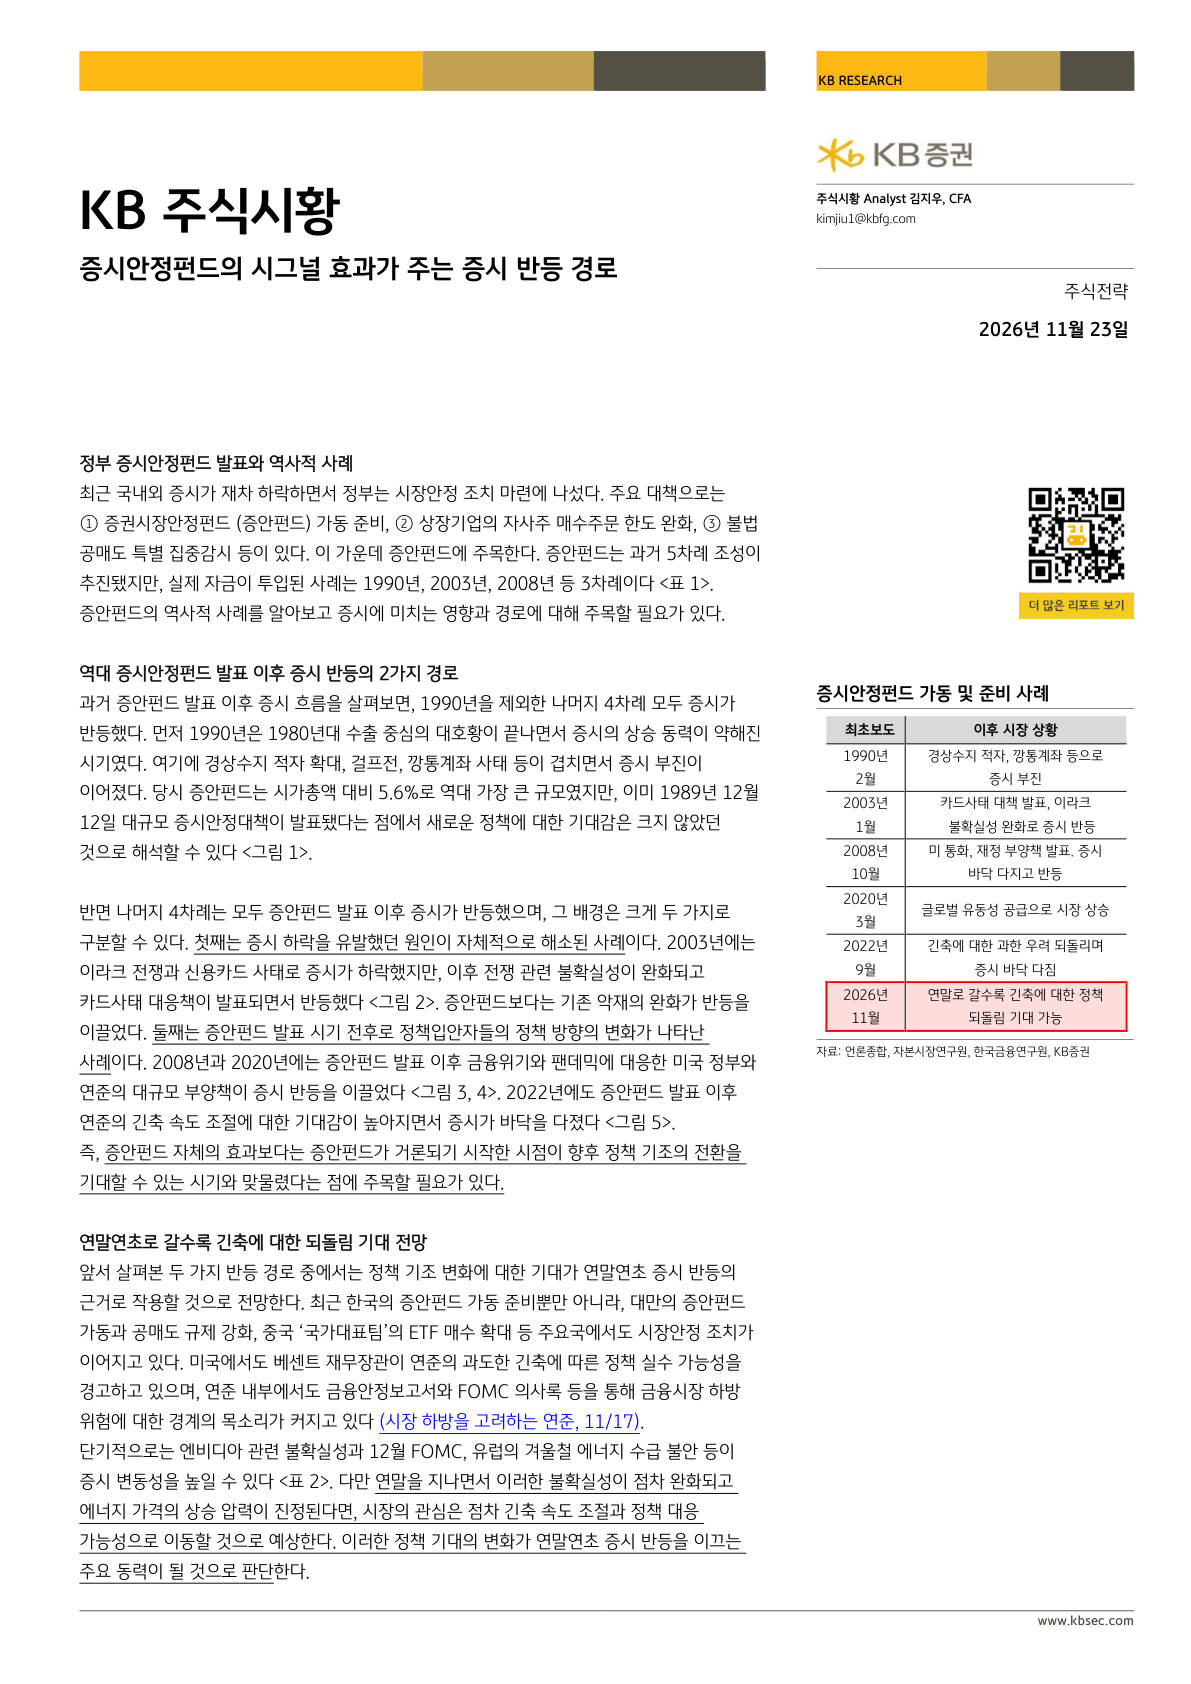 KB RESEARCH
KB증권
KB 주식시황
증시안정펀드의 시그널 효과가 주는 증시 반등 경로
주식시황 Analyst 김지우, CFA
kimjiu1@kbfg.com
주식전략
2026년 11월 23일
정부 증시안정펀드 발표와 역사적 사례
최근 국내외 증시가 재차 하락하면서 정부는 시장안정 조치 마련에 나섰다. 주요 대책으로는
① 증권시장안정펀드 (증안펀드) 가동 준비, ② 상장기업의 자사주 매수주문 한도 완화, ③ 불법
공매도 특별 집중감시 등이 있다. 이 가운데 증안펀드에 주목한다. 증안펀드는 과거 5차례 조성이
추진됐지만, 실제 자금이 투입된 사례는 1990년, 2003년, 2008년 등 3차례이다 <표 1>.
증안펀드의 역사적 사례를 알아보고 증시에 미치는 영향과 경로에 대해 주목할 필요가 있다.
역대 증시안정펀드 발표 이후 증시 반등의 2가지 경로
과거 증안펀드 발표 이후 증시 흐름을 살펴보면, 1990년을 제외한 나머지 4차례 모두 증시가
반등했다. 먼저 1990년은 1980년대 수출 중심의 대호황이 끝나면서 증시의 상승 동력이 약해진
시기였다. 여기에 경상수지 적자 확대, 걸프전, 깡통계좌 사태 등이 겹치면서 증시 부진이
이어졌다. 당시 증안펀드는 시가총액 대비 5.6%로 역대 가장 큰 규모였지만, 이미 1989년 12월
12일 대규모 증시안정대책이 발표됐다는 점에서 새로운 정책에 대한 기대감은 크지 않았던
것으로 해석할 수 있다 <그림 1>.
반면 나머지 4차례는 모두 증안펀드 발표 이후 증시가 반등했으며, 그 배경은 크게 두 가지로
구분할 수 있다. 첫째는 증시 하락을 유발했던 원인이 자체적으로 해소된 사례이다. 2003년에는
이라크 전쟁과 신용카드 사태로 증시가 하락했지만, 이후 전쟁 관련 불확실성이 완화되고
카드사태 대응책이 발표되면서 반등했다 <그림 2>. 증안펀드보다는 기존 악재의 완화가 반등을
이끌었다. 둘째는 증안펀드 발표 시기 전후로 정책입안자들의 정책 방향의 변화가 나타난
사례이다. 2008년과 2020년에는 증안펀드 발표 이후 금융위기와 팬데믹에 대응한 미국 정부와
연준의 대규모 부양책이 증시 반등을 이끌었다 <그림 3, 4>. 2022년에도 증안펀드 발표 이후
연준의 긴축 속도 조절에 대한 기대감이 높아지면서 증시가 바닥을 다졌다 <그림 5>.
즉, 증안펀드 자체의 효과보다는 증안펀드가 거론되기 시작한 시점이 향후 정책 기조의 전환을
기대할 수 있는 시기와 맞물렸다는 점에 주목할 필요가 있다.
연말연초로 갈수록 긴축에 대한 되돌림 기대 전망
앞서 살펴본 두 가지 반등 경로 중에서는 정책 기조 변화에 대한 기대가 연말연초 증시 반등의
근거로 작용할 것으로 전망한다. 최근 한국의 증안펀드 가동 준비뿐만 아니라, 대만의 증안펀드
가동과 공매도 규제 강화, 중국 ‘국가대표팀’의 ETF 매수 확대 등 주요국에서도 시장안정 조치가
이어지고 있다. 미국에서도 베센트 재무장관이 연준의 과도한 긴축에 따른 정책 실수 가능성을
경고하고 있으며, 연준 내부에서도 금융안정보고서와 FOMC 의사록 등을 통해 금융시장 하방
위험에 대한 경계의 목소리가 커지고 있다 (시장 하방을 고려하는 연준, 11/17).
단기적으로는 엔비디아 관련 불확실성과 12월 FOMC, 유럽의 겨울철 에너지 수급 불안 등이
증시 변동성을 높일 수 있다 <표 2>. 다만 연말을 지나면서 이러한 불확실성이 점차 완화되고
에너지 가격의 상승 압력이 진정된다면, 시장의 관심은 점차 긴축 속도 조절과 정책 대응
가능성으로 이동할 것으로 예상한다. 이러한 정책 기대의 변화가 연말연초 증시 반등을 이끄는
주요 동력이 될 것으로 판단한다.
더 많은 리포트 보기
증시안정펀드 가동 및 준비 사례
최초보도 이후 시장 상황
1990년 경상수지 적자, 깡통계좌 등으로
2월 증시 부진
2003년 카드사태 대책 발표, 이라크
1월 불확실성 완화로 증시 반등
2008년 미 통화, 재정 부양책 발표. 증시
10월 바닥 다지고 반등
2020년
3월 글로벌 유동성 공급으로 시장 상승
2022년 긴축에 대한 과한 우려 되돌리며
9월 증시 바닥 다짐
2026년 연말로 갈수록 긴축에 대한 정책
11월 되돌림 기대 가능
자료: 언론종합, 자본시장연구원, 한국금융연구원, KB증권
www.kbsec.com